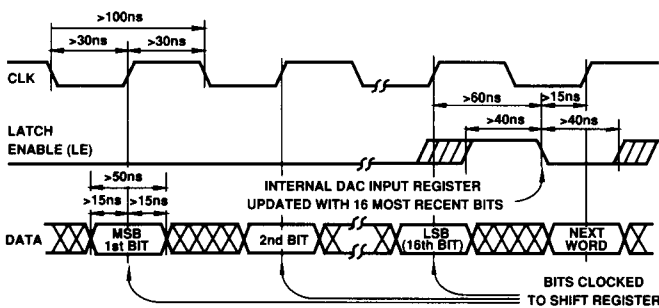 >100ns
>30ns >30ns
CLK
>60ns >15ns
>40ns >40ns
LATCH
ENABLE (LE)
>50ns
>15ns >15ns
INTERNAL DAC INPUT REGISTER
UPDATED WITH 16 MOST RECENT BITS
DATA
MSB
1st BIT
2nd BIT
LSB
(16th BIT)
NEXT
WORD
BITS CLOCKED
TO SHIFT REGISTER